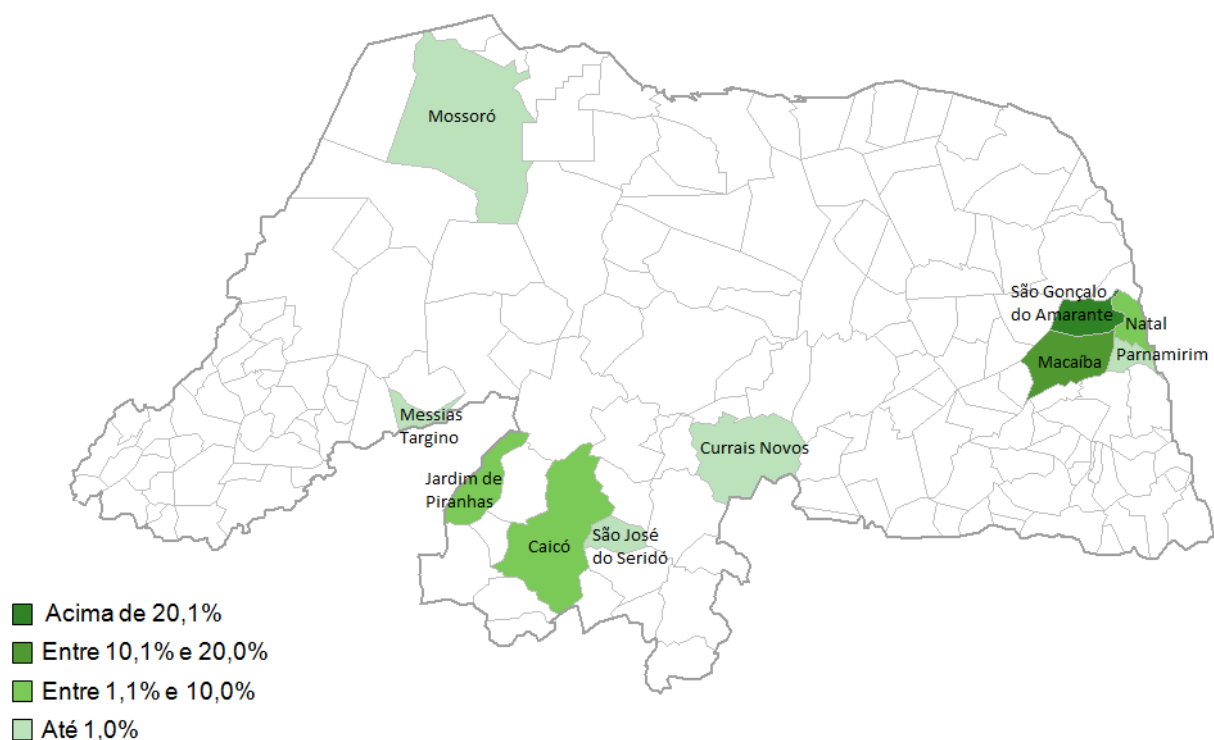 Mossoró
São Gonçalo
do Amarante
Natal
Macaíba
Parnamirim
Messias
Targino
Currais Novos
Jardim de
Piranhas
Caicó
São José
do Seridó
Acima de 20,1%
Entre 10,1% e 20,0%
Entre 1,1% e 10,0%
Até 1,0%